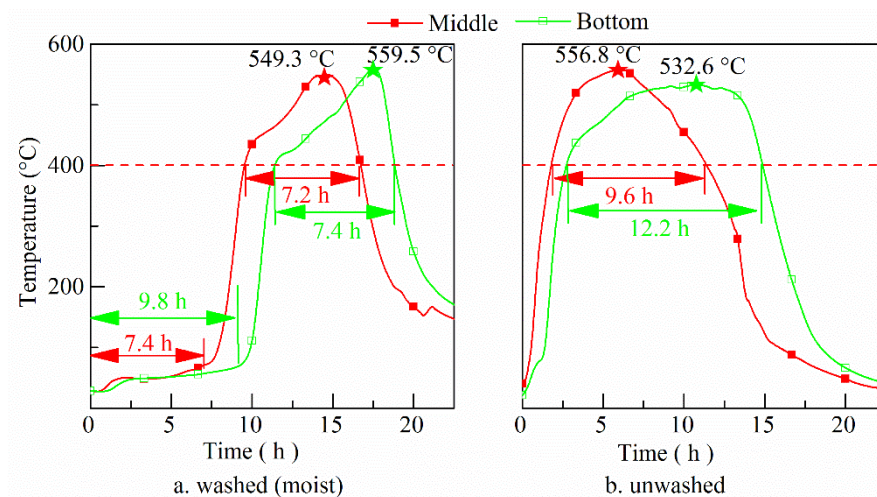 Middle Bottom
600
400
200
Temperature (°C)
549.3 °C
559.5 °C
7.2 h
7.4 h
9.8 h
7.4 h
0 5 10 15 20
Time ( h )
a. washed (moist)
556.8 °C
532.6 °C
9.6 h
12.2 h
0 5 10 15 20
Time ( h )
b. unwashed